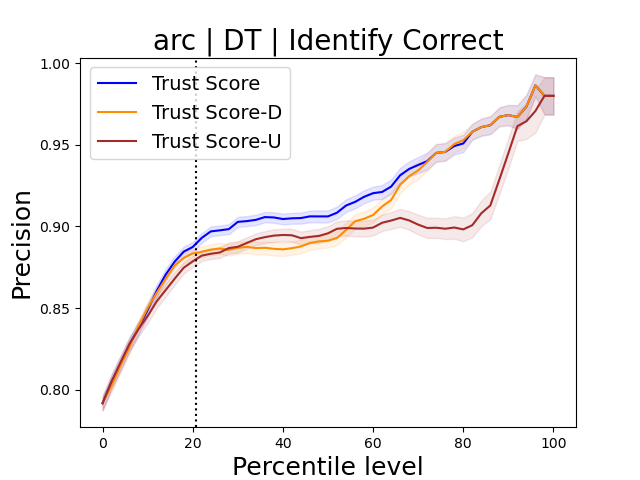 arc | DT | Identify Correct
Trust Score
Trust Score-D
Trust Score-U
Precision
1.00
0.95
0.90
0.85
0.80
0
20
40
60
80
100
Percentile level